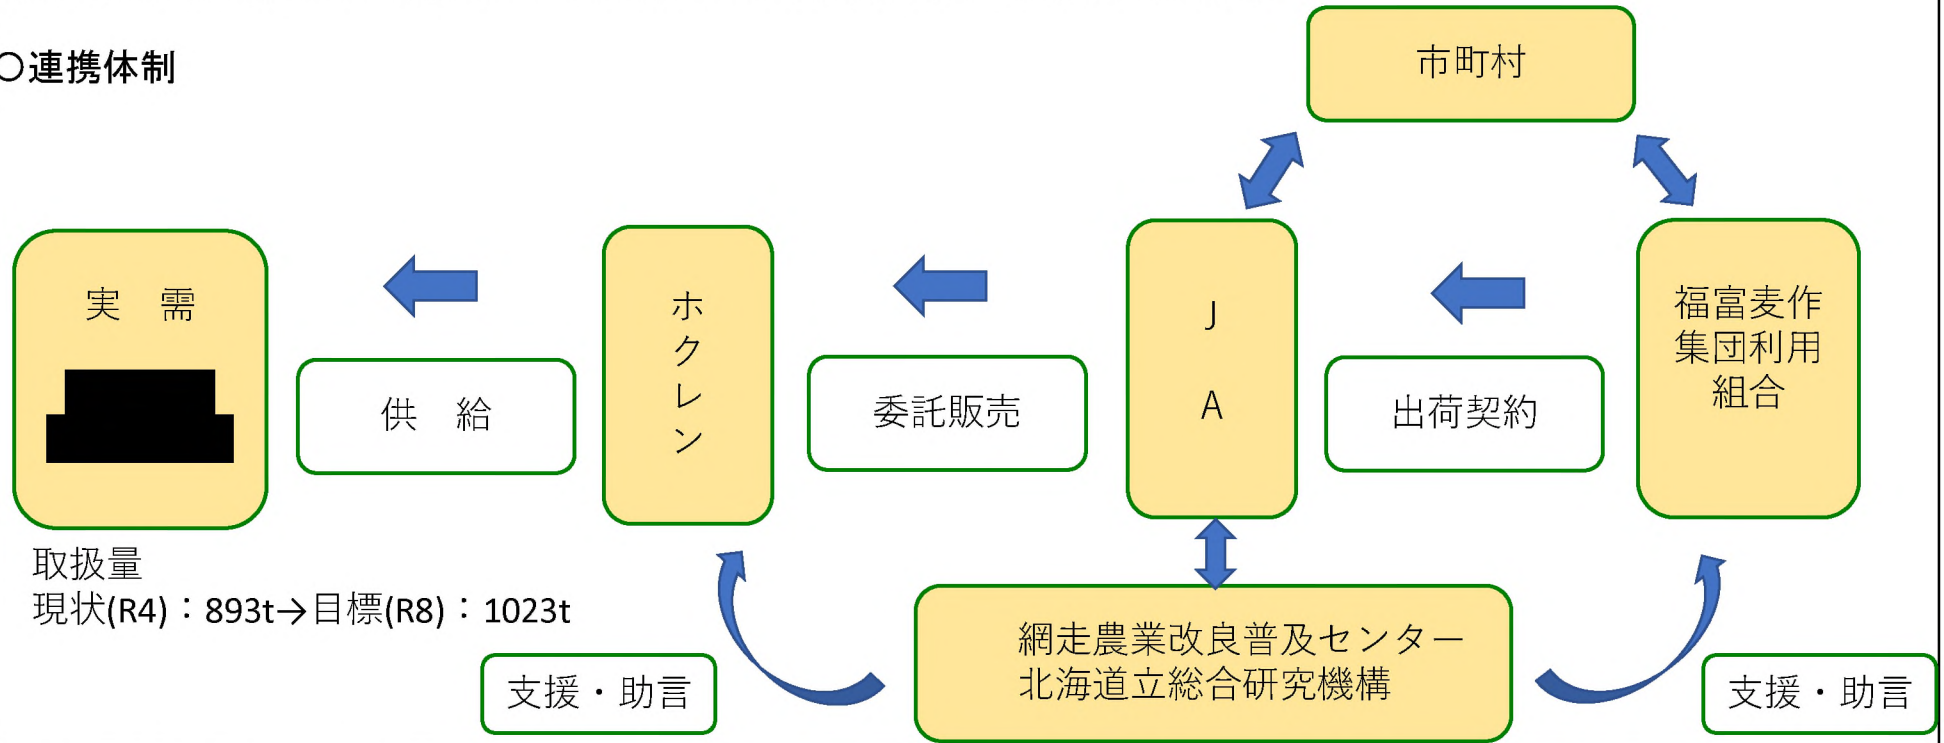 ○連携体制
市町村
実　需
ホクレン
J
A
福富麦作
集団利用
組合
供　給
委託販売
出荷契約
取扱量
現状(R4)：893t→目標(R8)：1023t
網走農業改良普及センター
北海道立総合研究機構
支援・助言
支援・助言